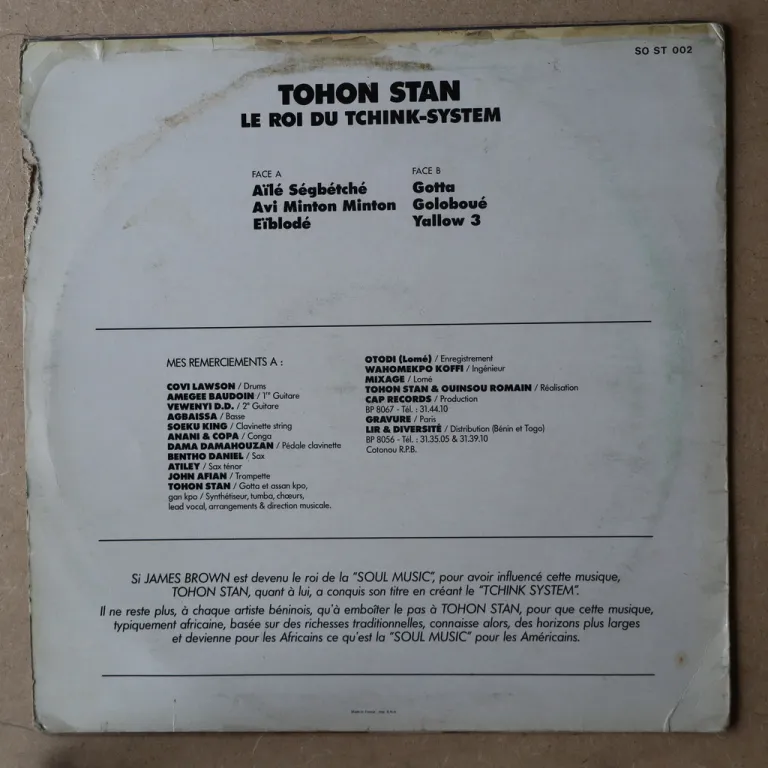 SO ST 002
TOHON STAN
LE ROI DU TCHINK-SYSTEM
FACE A
Aïlé Ségbétché
Avi Minton Minton
Eïblodé
FACE B
Gotta
Goloboué
Yallow 3
MES REMERCIEMENTS A :
COVI LAWSON / Drums
AMEGEE BAUDOIN / 1re Guitare
VEWENYI D.D. / 2e Guitare
AGBAISSA / Basse
SOEKU KING / Clavinette string
ANANI & COPA / Conga
DAMA DAMAHOUZAN / Pédale clavinette
BENTHO DANIEL / Sax
ATILEY / Sax ténor
JOHN AFIAN / Trompette
TOHON STAN / Gotta et assan kpo,
gan kpo / Synthétiseur, tumba, chœurs,
lead vocal, arrangements & direction musicale.
OTODI (Lomé) / Enregistrement
WAHOMEKPO KOFFI / Ingénieur
MIXAGE / Lomé
TOHON STAN & OUINSOU ROMAIN / Réalisation
CAP RECORDS / Production
BP 8067 - Tél. : 31.44.10
GRAVURE / Paris
LIR & DIVERSITÉ / Distribution (Bénin et Togo)
BP 8056 - Tél. : 31.35.05 & 31.39.10
Cotonou R.P.B.
Si JAMES BROWN est devenu le roi de la "SOUL MUSIC", pour avoir influencé cette musique,
TOHON STAN, quant à lui, a conquis son titre en créant le "TCHINK SYSTEM".
Il ne reste plus, à chaque artiste béninois, qu'à emboîter le pas à TOHON STAN, pour que cette musique,
typiquement africaine, basée sur des richesses traditionnelles, connaisse alors, des horizons plus larges
et devienne pour les Africains ce qu'est la "SOUL MUSIC" pour les Américains.